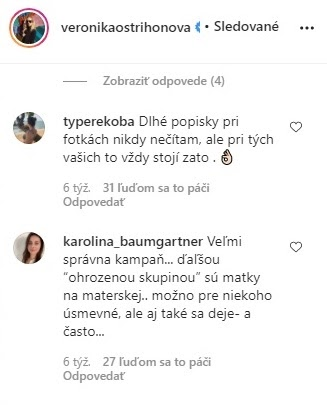 veronikaostrihonova • Sledované
Zobraziť odpovede (4)
typerekoba Dlhé popisky pri
fotkách nikdy nečítam, ale pri tých
vašich to vždy stojí zato . 👌🏻
6 týž. 31 ľuďom sa to páči
Odpovedať
karolina_baumgartner Veľmi
správna kampaň... ďaľšou
“ohrozenou skupinou” sú matky
na materskej.. možno pre niekoho
úsmevné, ale aj také sa deje- a
často...
6 týž. 27 ľuďom sa to páči
Odpovedať